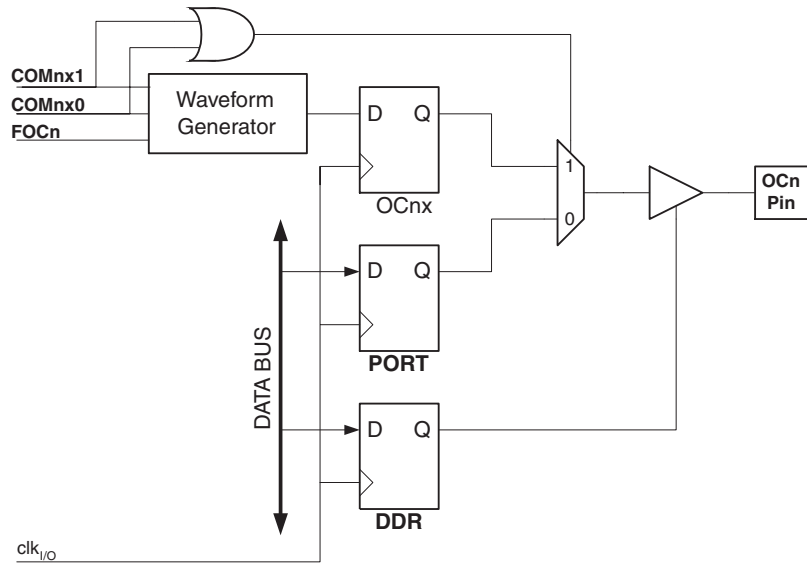 COMnx1
COMnx0
FOCn
Waveform
Generator
D Q
OCnx
1
0
OCn
Pin
DATA BUS
D Q
PORT
D Q
DDR
clkI/O